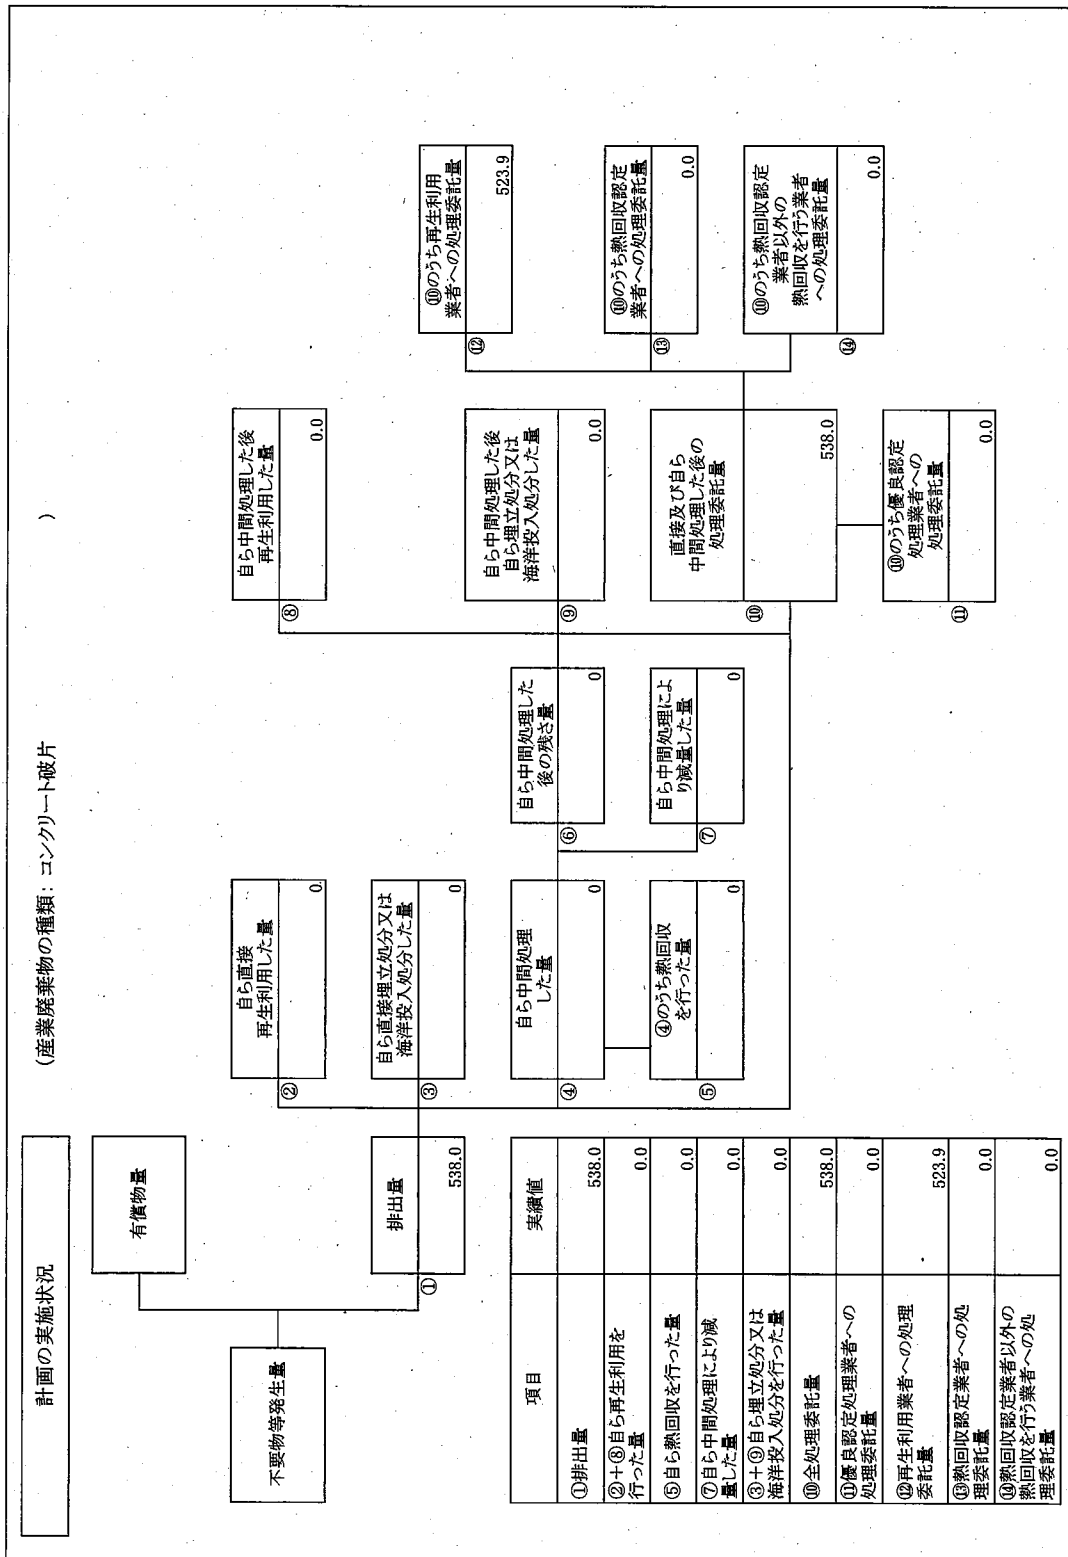 計画の実施状況
(産業廃棄物の種類：コンクリート破片　　　　　　　　)
不要物等発生量
有償物量
①
排出量
538.0
②
自ら直接
再生利用した量
0
③
自ら直接埋立処分又は
海洋投入処分した量
0
④
自ら中間処理
した量
0
⑤
④のうち熱回収
を行った量
0
⑥
自ら中間処理した
後の残さ量
0
⑦
自ら中間処理によ
り減量した量
0
⑧
自ら中間処理した後
再生利用した量
0.0
⑨
自ら中間処理した後
自ら埋立処分又は
海洋投入処分した量
0.0
⑩
直接及び自ら
中間処理した後の
処理委託量
538.0
⑪
⑩のうち優良認定
処理業者への
処理委託量
0.0
⑫
⑩のうち再生利用
業者への処理委託量
523.9
⑬
⑩のうち熱回収認定
業者への処理委託量
0.0
⑭
⑩のうち熱回収認定
業者以外の
熱回収を行う業者
への処理委託量
0.0
項目 実績値
①排出量 538.0
②＋⑧自ら再生利用を
行った量 0.0
⑤自ら熱回収を行った量 0.0
⑦自ら中間処理により減
量した量 0.0
③＋⑨自ら埋立処分又は
海洋投入処分を行った量 0.0
⑩全処理委託量 538.0
⑪優良認定処理業者への
処理委託量 0.0
⑫再生利用業者への処理
委託量 523.9
⑬熱回収認定業者への処
理委託量 0.0
⑭熱回収認定業者以外の
熱回収を行う業者への処
理委託量 0.0